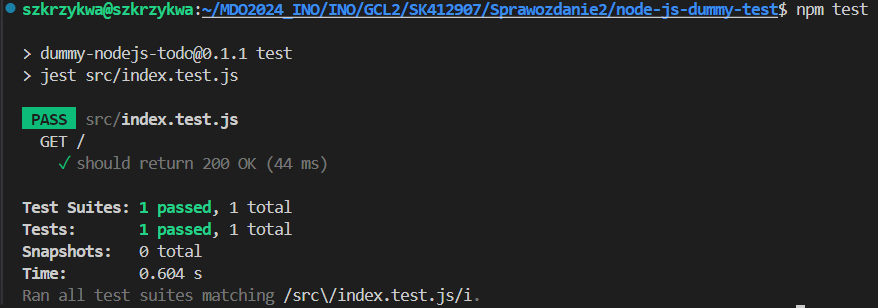 szkrzykwa@szkrzykwa:~/MDO2024_INO/INO/GCL2/SK412907/Sprawozdanie2/node-js-dummy-test$ npm test
> dummy-nodejs-todo@0.1.1 test
> jest src/index.test.js
PASS src/index.test.js
GET /
✓ should return 200 OK (44 ms)
Test Suites: 1 passed, 1 total
Tests: 1 passed, 1 total
Snapshots: 0 total
Time: 0.604 s
Ran all test suites matching /src\/index.test.js/i.